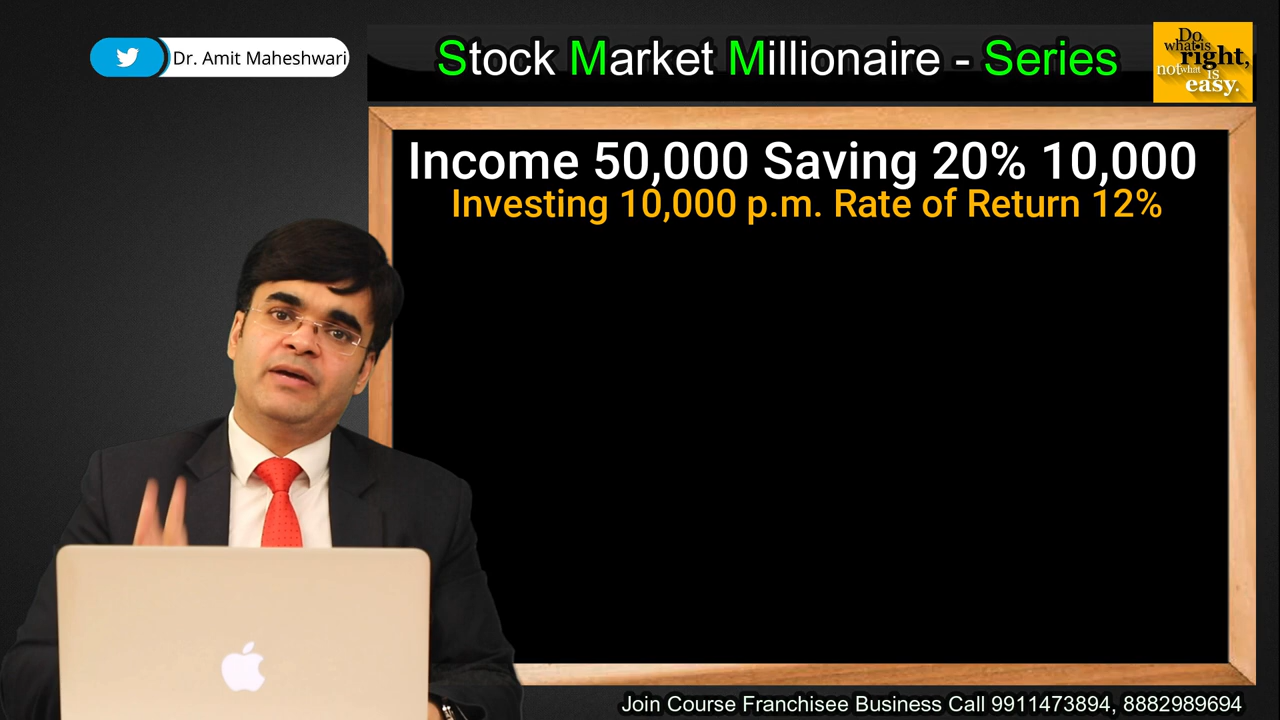 Dr. Amit Maheshwari
Stock Market Millionaire - Series
Do
what is
right,
not what is
easy.
Income 50,000 Saving 20% 10,000
Investing 10,000 p.m. Rate of Return 12%
Join Course Franchisee Business Call 9911473894, 8882989694